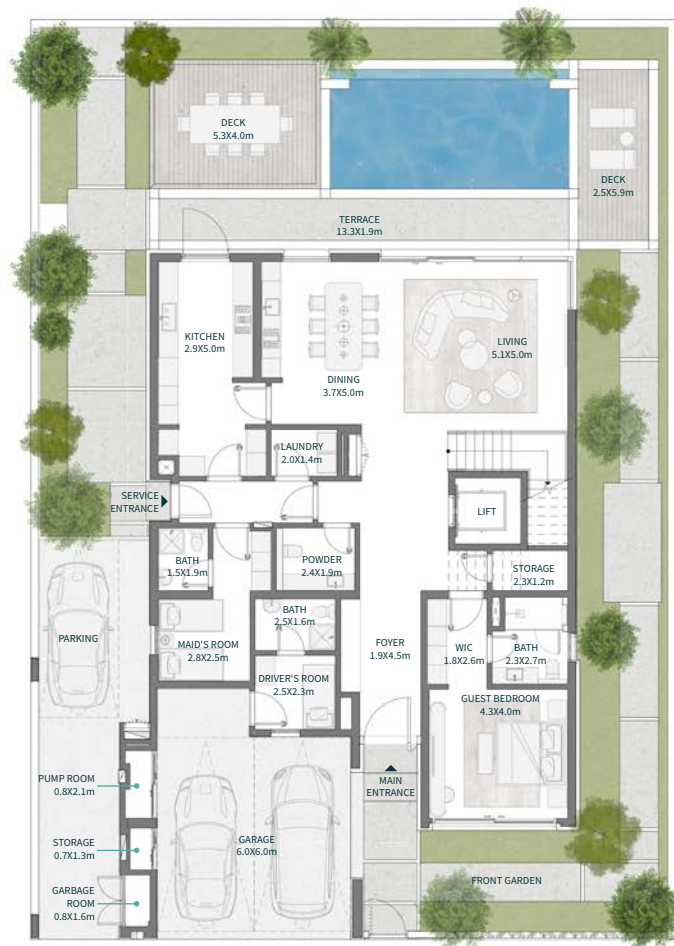 DECK
5.3X4.0m
DECK
2.5X5.9m
TERRACE
13.3X1.9m
KITCHEN
2.9X5.0m
LIVING
5.1X5.0m
DINING
3.7X5.0m
LAUNDRY
2.0X1.4m
SERVICE
ENTRANCE
LIFT
BATH
1.5X1.9m
POWDER
2.4X1.9m
STORAGE
2.3X1.2m
BATH
2.5X1.6m
PARKING
MAID'S ROOM
2.8X2.5m
FOYER
1.9X4.5m
WIC
1.8X2.6m
BATH
2.3X2.7m
DRIVER'S ROOM
2.5X2.3m
GUEST BEDROOM
4.3X4.0m
PUMP ROOM
0.8X2.1m
MAIN
ENTRANCE
STORAGE
0.7X1.3m
GARAGE
6.0X6.0m
GARBAGE
ROOM
0.8X1.6m
FRONT GARDEN